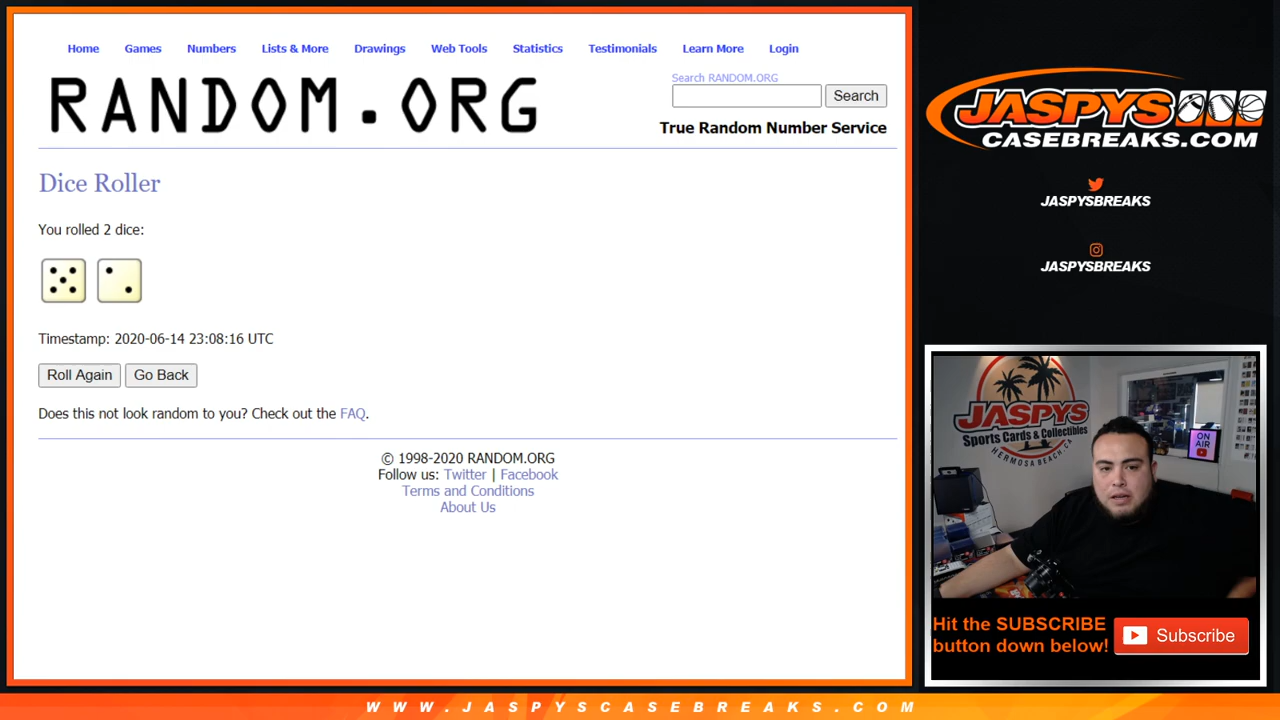 Home Games Numbers Lists & More Drawings Web Tools Statistics Testimonials Learn More Login
RANDOM.ORG
Search RANDOM.ORG
Search
True Random Number Service
Dice Roller
You rolled 2 dice:
Timestamp: 2020-06-14 23:08:16 UTC
Roll Again Go Back
Does this not look random to you? Check out the FAQ.
© 1998-2020 RANDOM.ORG
Follow us: Twitter | Facebook
Terms and Conditions
About Us
JASPYS
CASEBREAKS.COM
JASPYSBREAKS
JASPYSBREAKS
JASPYS
Sports Cards & Collectibles
HERMOSA BEACH, CA
ON
AIR
Hit the SUBSCRIBE
button down below!
Subscribe
WWW.JASPYSCASEBREAKS.COM